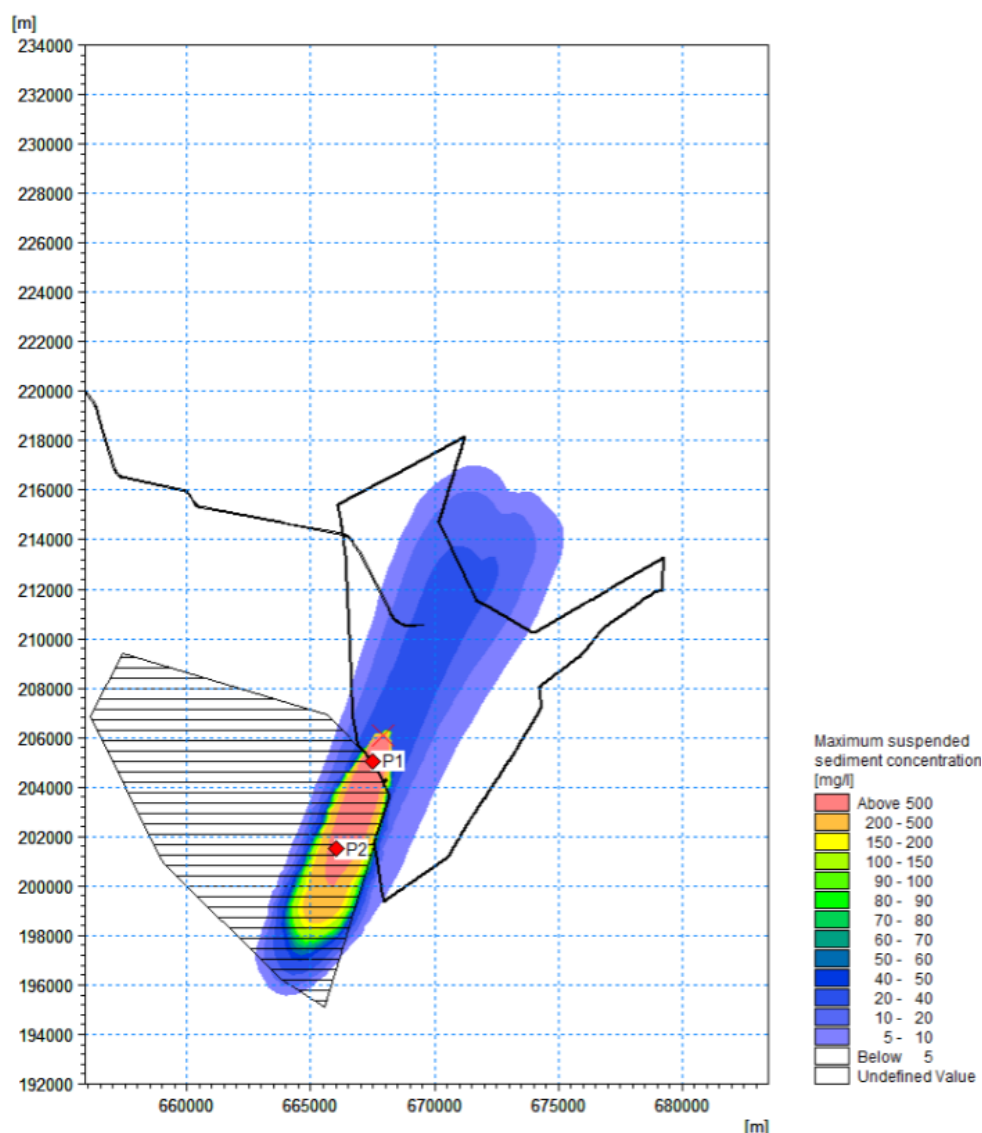 [m]
234000
232000
230000
228000
226000
224000
222000
220000
218000
216000
214000
212000
210000
208000
206000
204000
202000
200000
198000
196000
194000
192000
P1
P2
660000 665000 670000 675000 680000
[m]
Maximum suspended
sediment concentration
[mg/l]
Above 500
200 - 500
150 - 200
100 - 150
90 - 100
80 - 90
70 - 80
60 - 70
50 - 60
40 - 50
20 - 40
10 - 20
5 - 10
Below 5
Undefined Value